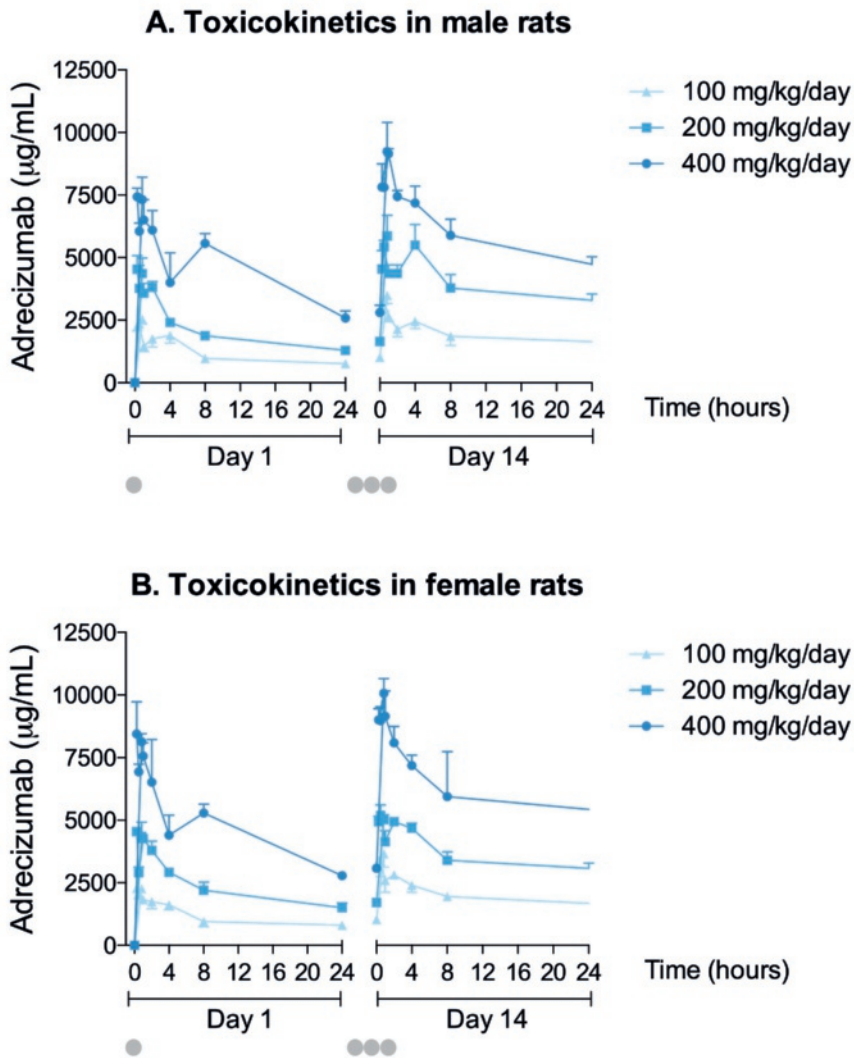 A. Toxicokinetics in male rats
12500
10000
7500
5000
2500
0
Adrecizumab (µg/mL)
100 mg/kg/day
200 mg/kg/day
400 mg/kg/day
0 4 8 12 16 20 24 0 4 8 12 16 20 24 Time (hours)
Day 1 Day 14
B. Toxicokinetics in female rats
12500
10000
7500
5000
2500
0
Adrecizumab (µg/mL)
100 mg/kg/day
200 mg/kg/day
400 mg/kg/day
0 4 8 12 16 20 24 0 4 8 12 16 20 24 Time (hours)
Day 1 Day 14